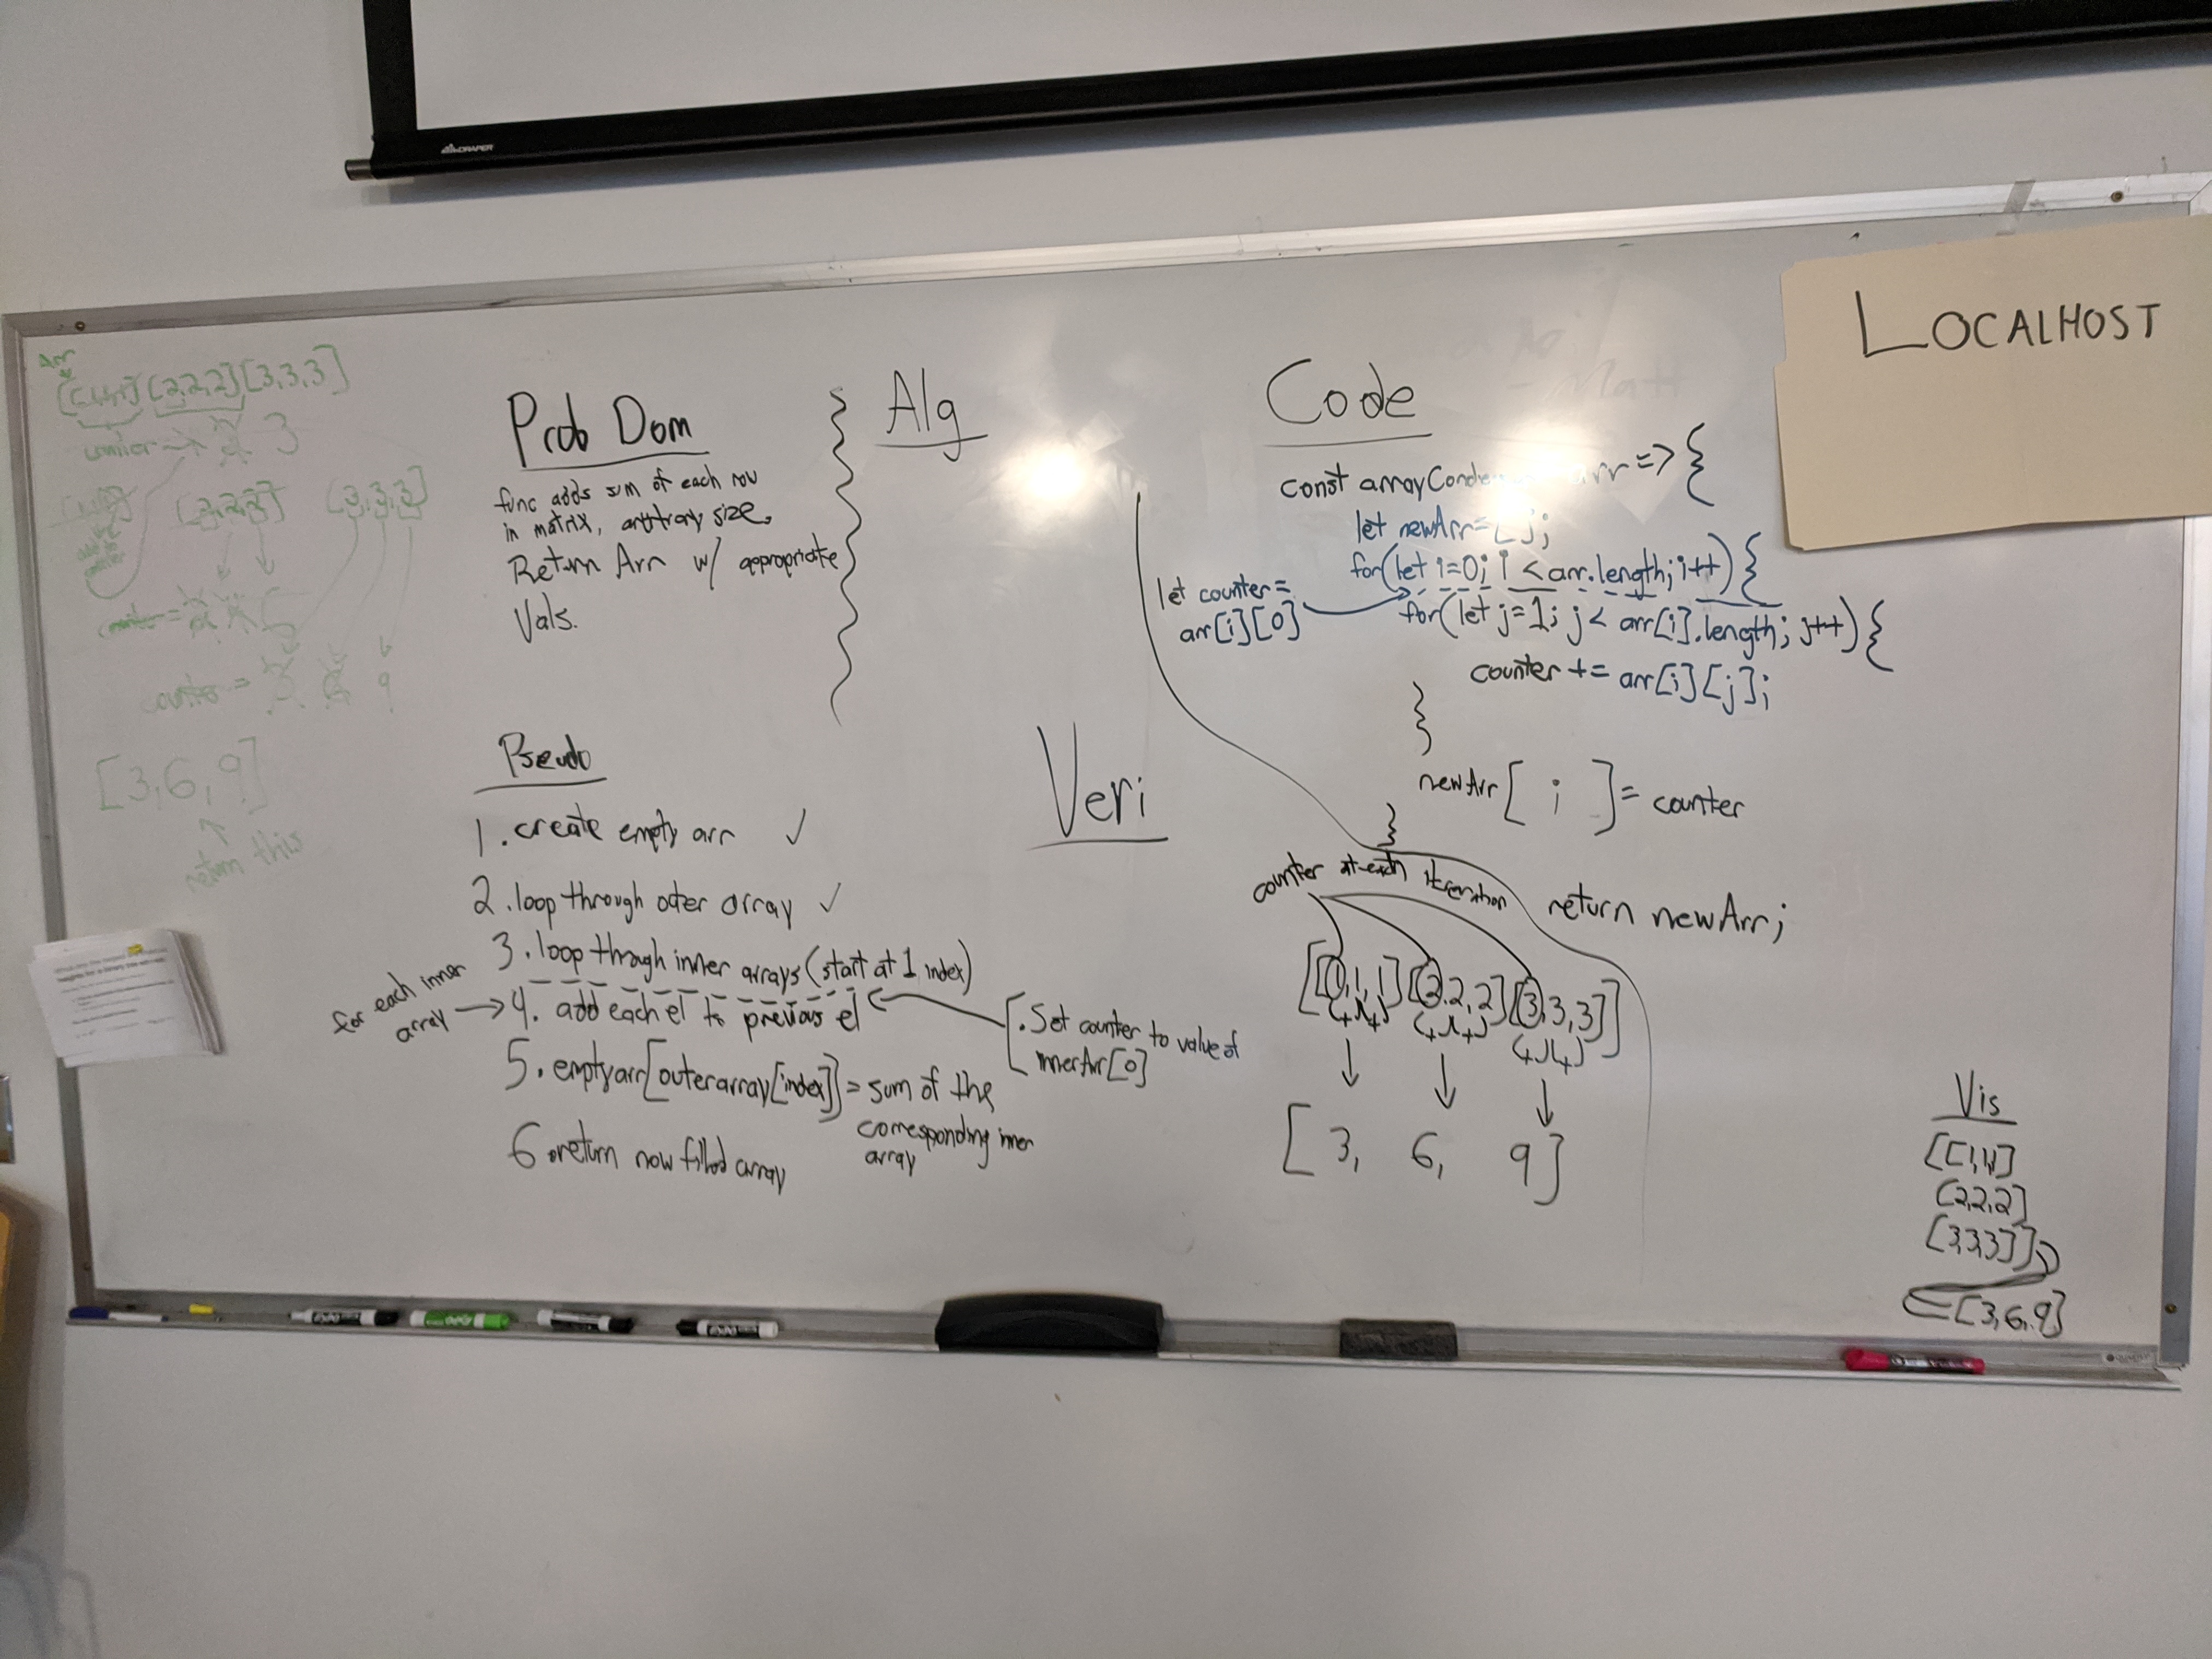 DRAPER
LOCALHOST
Arr
[2,2,2] [3,3,3]
counter → 3
[2,2,2] [3,3,3]
counter =
counter = 9
[3,6,9]
return this
Prob Dom
func adds sum of each row
in matrix, size.
Return Arr w/ appropriate
Vals.
Alg
Pseudo
1. create empty arr ✓
2. loop through outer array ✓
3. loop through inner arrays (start at 1 index)
for each inner
array →
4. add each el to previous el
[. Set counter to value of
innerArr[0]
5. emptyarr[outerarray[index]] = sum of the
corresponding inner
array
6. return now filled array
Veri
counter at each iteration
[[1,1,1] [2,2,2] [3,3,3]]
[3, 6, 9]
Code
const arrayConde arr => {
let newArr = [];
for(let i=0; i < arr.length; i++) {
let counter =
arr[i][0]
for(let j=1; j < arr[i].length; j++) {
counter += arr[i][j];
}
newArr[ i ] = counter
}
return newArr;
Vis
[[1,1,1]
[2,2,2]
[3,3,3]]
= [3,6,9]
EXPO